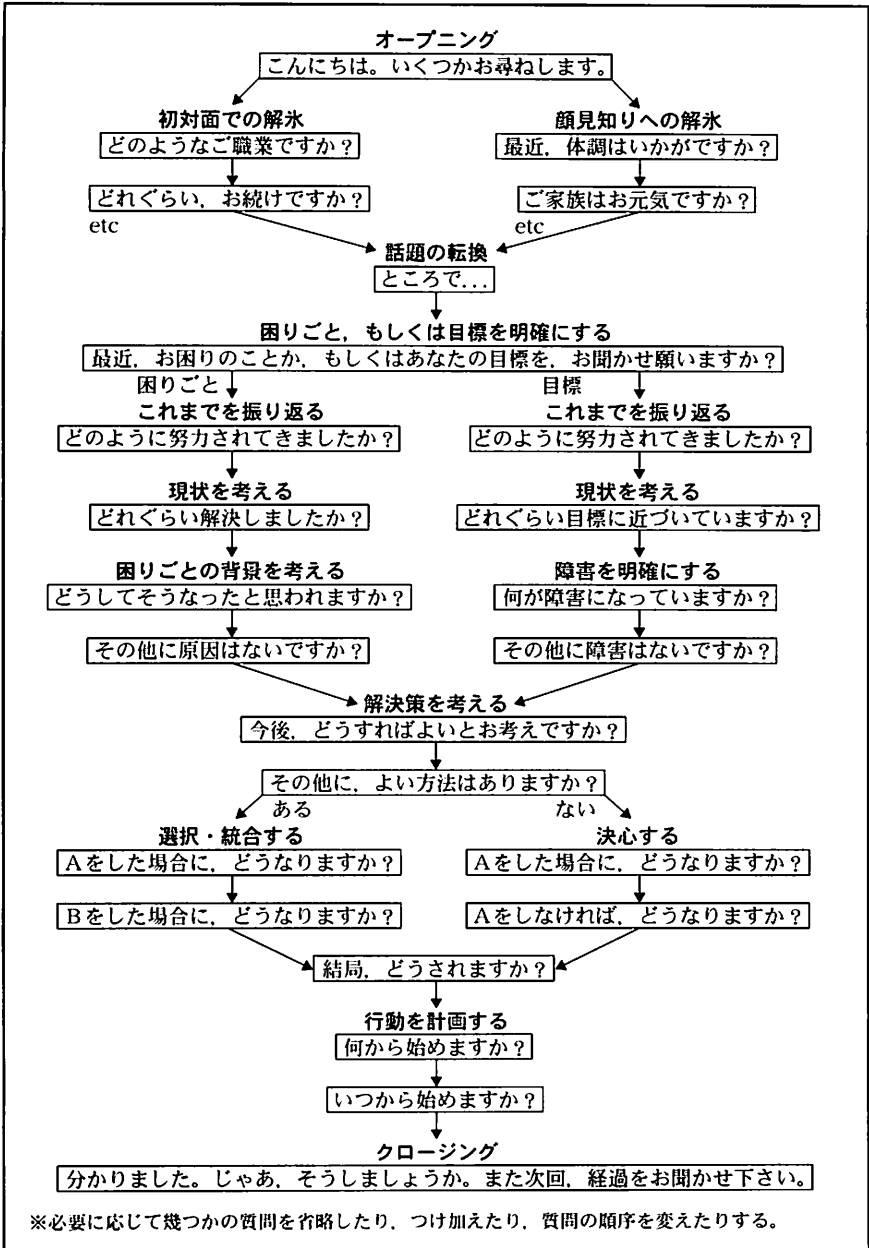 オープニング
こんにちは。いくつかお尋ねします。
初対面での解氷
どのようなご職業ですか？
どれぐらい，お続けですか？
etc
顔見知りへの解氷
最近，体調はいかがですか？
ご家族はお元気ですか？
etc
話題の転換
ところで...
困りごと，もしくは目標を明確にする
最近，お困りのことか，もしくはあなたの目標を，お聞かせ願いますか？
困りごと
これまでを振り返る
どのように努力されてきましたか？
現状を考える
どれぐらい解決しましたか？
困りごとの背景を考える
どうしてそうなったと思われますか？
その他に原因はないですか？
目標
これまでを振り返る
どのように努力されてきましたか？
現状を考える
どれぐらい目標に近づいていますか？
障害を明確にする
何が障害になっていますか？
その他に障害はないですか？
解決策を考える
今後，どうすればよいとお考えですか？
その他に，よい方法はありますか？
ある
選択・統合する
Aをした場合に，どうなりますか？
Bをした場合に，どうなりますか？
ない
決心する
Aをした場合に，どうなりますか？
Aをしなければ，どうなりますか？
結局，どうされますか？
行動を計画する
何から始めますか？
いつから始めますか？
クロージング
分かりました。じゃあ，そうしましょうか。また次回，経過をお聞かせ下さい。
※必要に応じて幾つかの質問を省略したり，つけ加えたり，質問の順序を変えたりする。